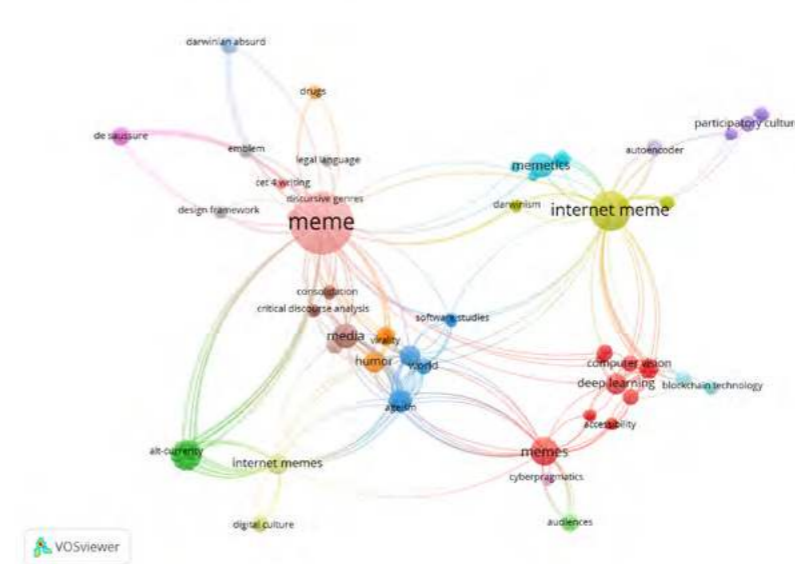 darwinian absurd
drugs
participatory cultur
de saussure
emblem
autoencoder
legal language
memetics
cet 4 writing
discursive genres
darwinism
design framework
internet meme
meme
consolidation
critical discourse analysis
software studies
media
virality
humor
world
computer vision
deep learning
blockchain technology
ageism
accessibility
alt-currenty
memes
internet memes
cyberpragmatics
digital culture
audiences
VOSviewer